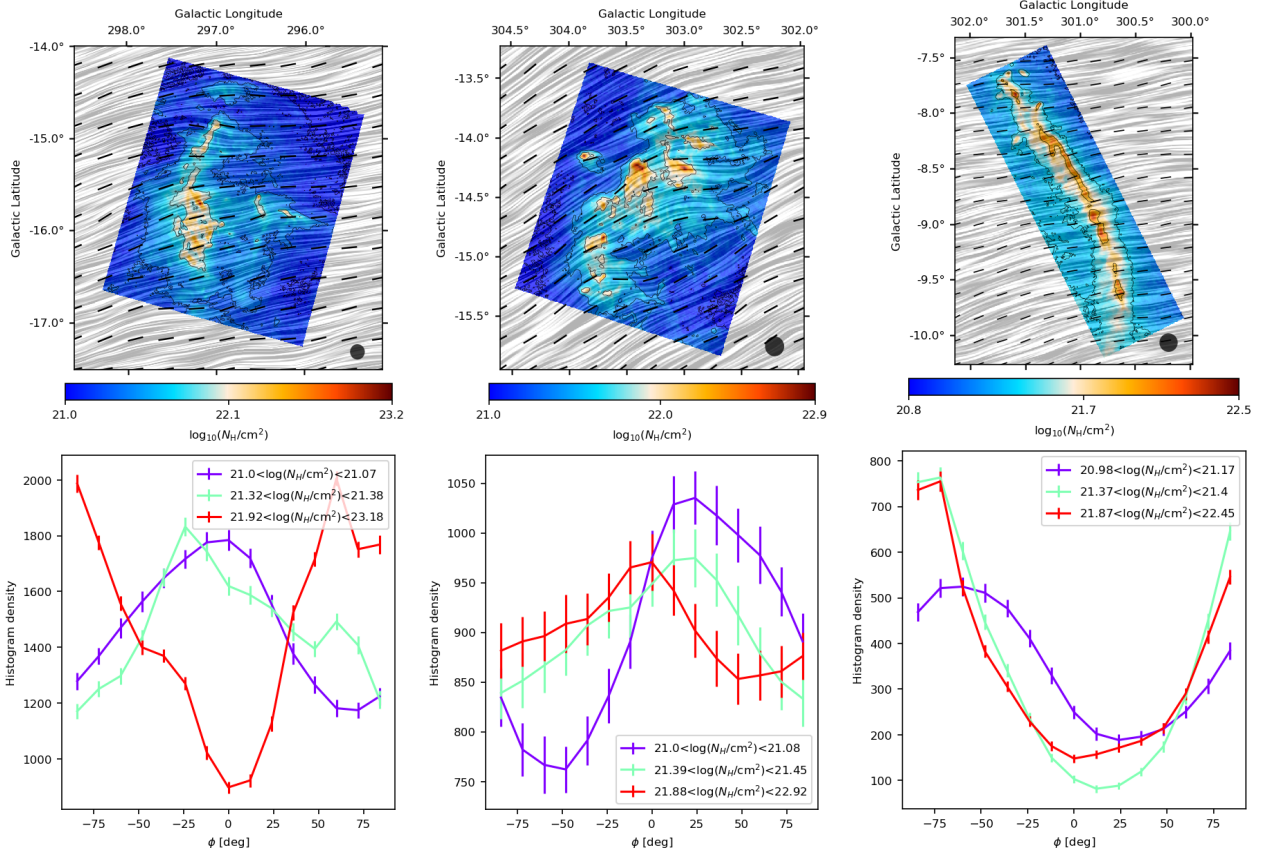 Galactic Longitude
298.0° 297.0° 296.0°
-14.0°
-15.0°
-16.0°
-17.0°
Galactic Latitude
21.0 22.1 23.2
log10(NH/cm2)
Galactic Longitude
304.5° 304.0° 303.5° 303.0° 302.5° 302.0°
-13.5°
-14.0°
-14.5°
-15.0°
-15.5°
Galactic Latitude
21.0 22.0 22.9
log10(NH/cm2)
Galactic Longitude
302.0° 301.5° 301.0° 300.5° 300.0°
-7.5°
-8.0°
-8.5°
-9.0°
-9.5°
-10.0°
Galactic Latitude
20.8 21.7 22.5
log10(NH/cm2)
2000
1800
1600
1400
1200
1000
Histogram density
21.0<log(NH/cm2)<21.07
21.32<log(NH/cm2)<21.38
21.92<log(NH/cm2)<23.18
−75 −50 −25 0 25 50 75
ϕ [deg]
1050
1000
950
900
850
800
750
Histogram density
21.0<log(NH/cm2)<21.08
21.39<log(NH/cm2)<21.45
21.88<log(NH/cm2)<22.92
−75 −50 −25 0 25 50 75
ϕ [deg]
800
700
600
500
400
300
200
100
Histogram density
20.98<log(NH/cm2)<21.17
21.37<log(NH/cm2)<21.4
21.87<log(NH/cm2)<22.45
−75 −50 −25 0 25 50 75
ϕ [deg]